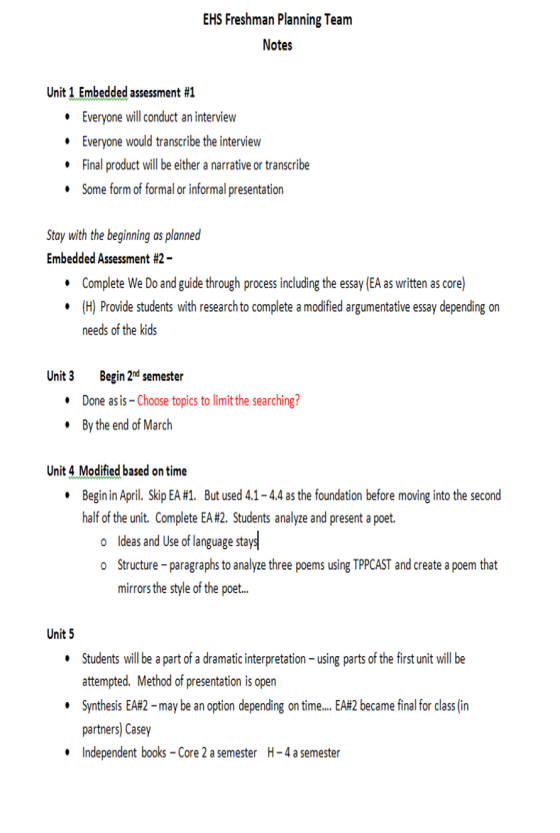 EHS Freshman Planning Team
Notes
Unit 1 Embedded assessment #1
• Everyone will conduct an interview
• Everyone would transcribe the interview
• Final product will be either a narrative or transcribe
• Some form of formal or informal presentation
Stay with the beginning as planned
Embedded Assessment #2 –
• Complete We Do and guide through process including the essay (EA as written as core)
• (H) Provide students with research to complete a modified argumentative essay depending on
needs of the kids
Unit 3 Begin 2nd semester
• Done as is – Choose topics to limit the searching?
• By the end of March
Unit 4 Modified based on time
• Begin in April. Skip EA #1. But used 4.1 – 4.4 as the foundation before moving into the second
half of the unit. Complete EA #2. Students analyze and present a poet.
o Ideas and Use of language stays
o Structure – paragraphs to analyze three poems using TPPCAST and create a poem that
mirrors the style of the poet...
Unit 5
• Students will be a part of a dramatic interpretation – using parts of the first unit will be
attempted. Method of presentation is open
• Synthesis EA#2 – may be an option depending on time.... EA#2 became final for class (in
partners) Casey
• Independent books – Core 2 a semester H – 4 a semester